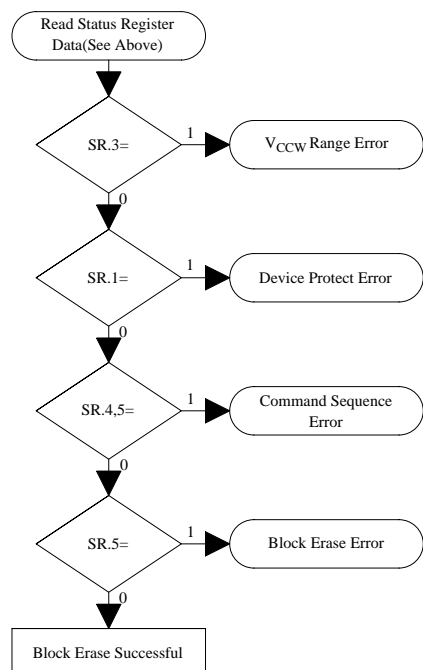 Read Status Register
Data(See Above)
SR.3=
1
VCCW Range Error
0
SR.1=
1
Device Protect Error
0
SR.4,5=
1
Command Sequence
Error
0
SR.5=
1
Block Erase Error
0
Block Erase Successful